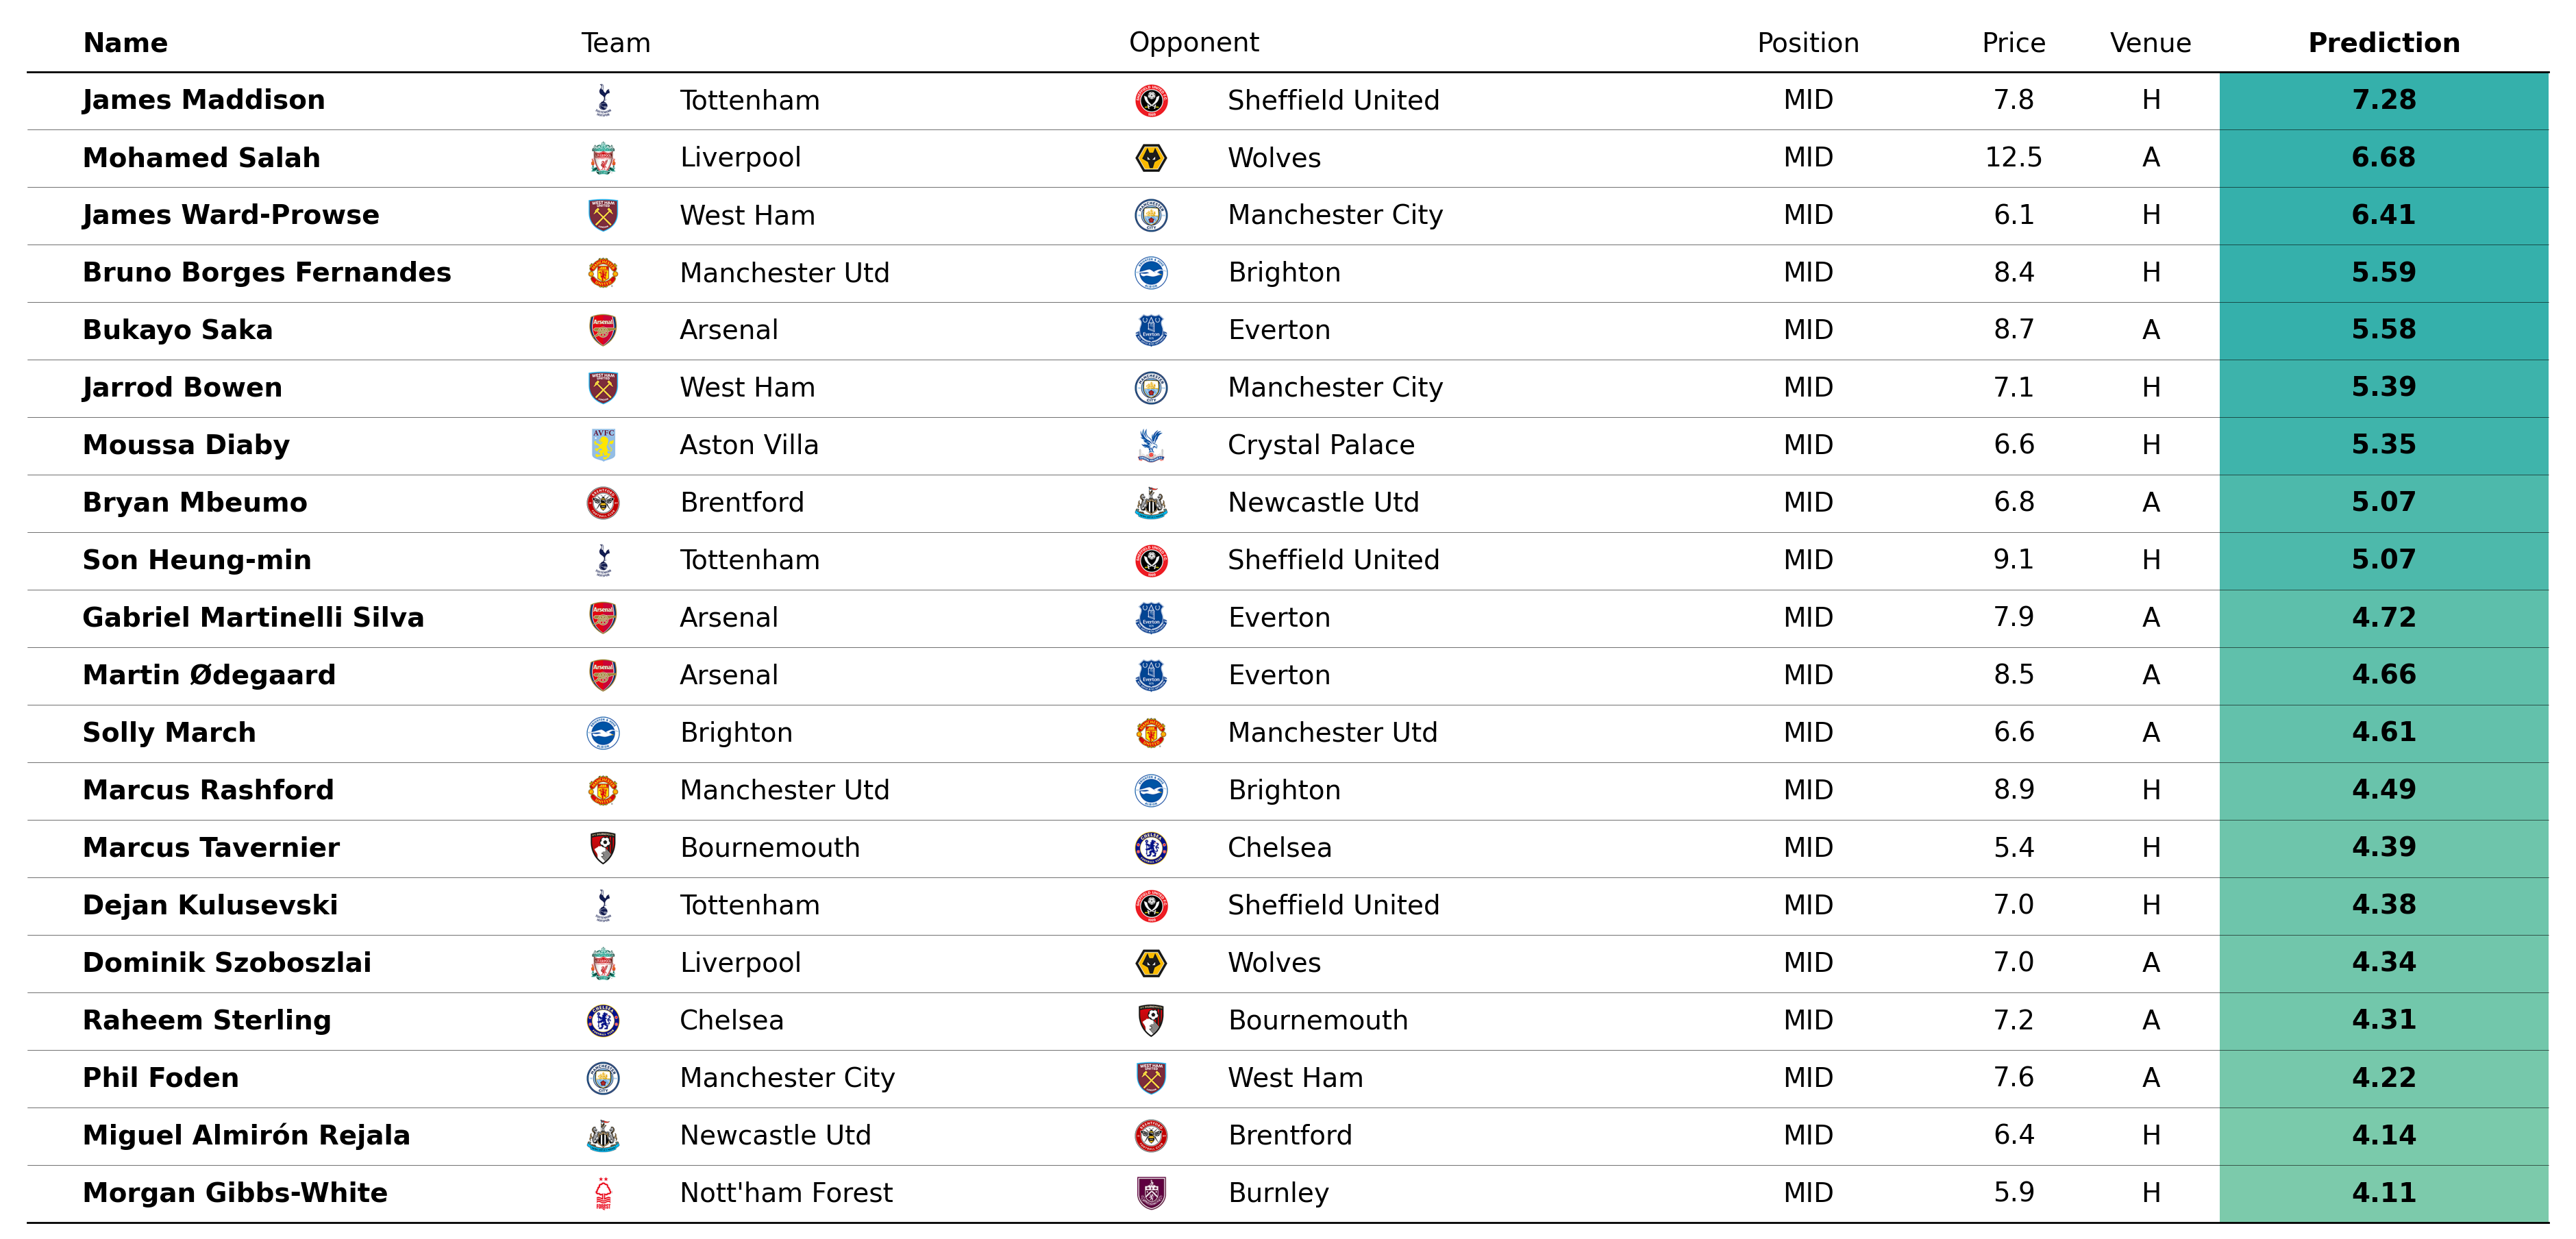 Name Team Opponent Position Price Venue Prediction
James Maddison Tottenham Sheffield United MID 7.8 H 7.28
Mohamed Salah Liverpool Wolves MID 12.5 A 6.68
James Ward-Prowse West Ham Manchester City MID 6.1 H 6.41
Bruno Borges Fernandes Manchester Utd Brighton MID 8.4 H 5.59
Bukayo Saka Arsenal Everton MID 8.7 A 5.58
Jarrod Bowen West Ham Manchester City MID 7.1 H 5.39
Moussa Diaby Aston Villa Crystal Palace MID 6.6 H 5.35
Bryan Mbeumo Brentford Newcastle Utd MID 6.8 A 5.07
Son Heung-min Tottenham Sheffield United MID 9.1 H 5.07
Gabriel Martinelli Silva Arsenal Everton MID 7.9 A 4.72
Martin Ødegaard Arsenal Everton MID 8.5 A 4.66
Solly March Brighton Manchester Utd MID 6.6 A 4.61
Marcus Rashford Manchester Utd Brighton MID 8.9 H 4.49
Marcus Tavernier Bournemouth Chelsea MID 5.4 H 4.39
Dejan Kulusevski Tottenham Sheffield United MID 7.0 H 4.38
Dominik Szoboszlai Liverpool Wolves MID 7.0 A 4.34
Raheem Sterling Chelsea Bournemouth MID 7.2 A 4.31
Phil Foden Manchester City West Ham MID 7.6 A 4.22
Miguel Almirón Rejala Newcastle Utd Brentford MID 6.4 H 4.14
Morgan Gibbs-White Nott'ham Forest Burnley MID 5.9 H 4.11